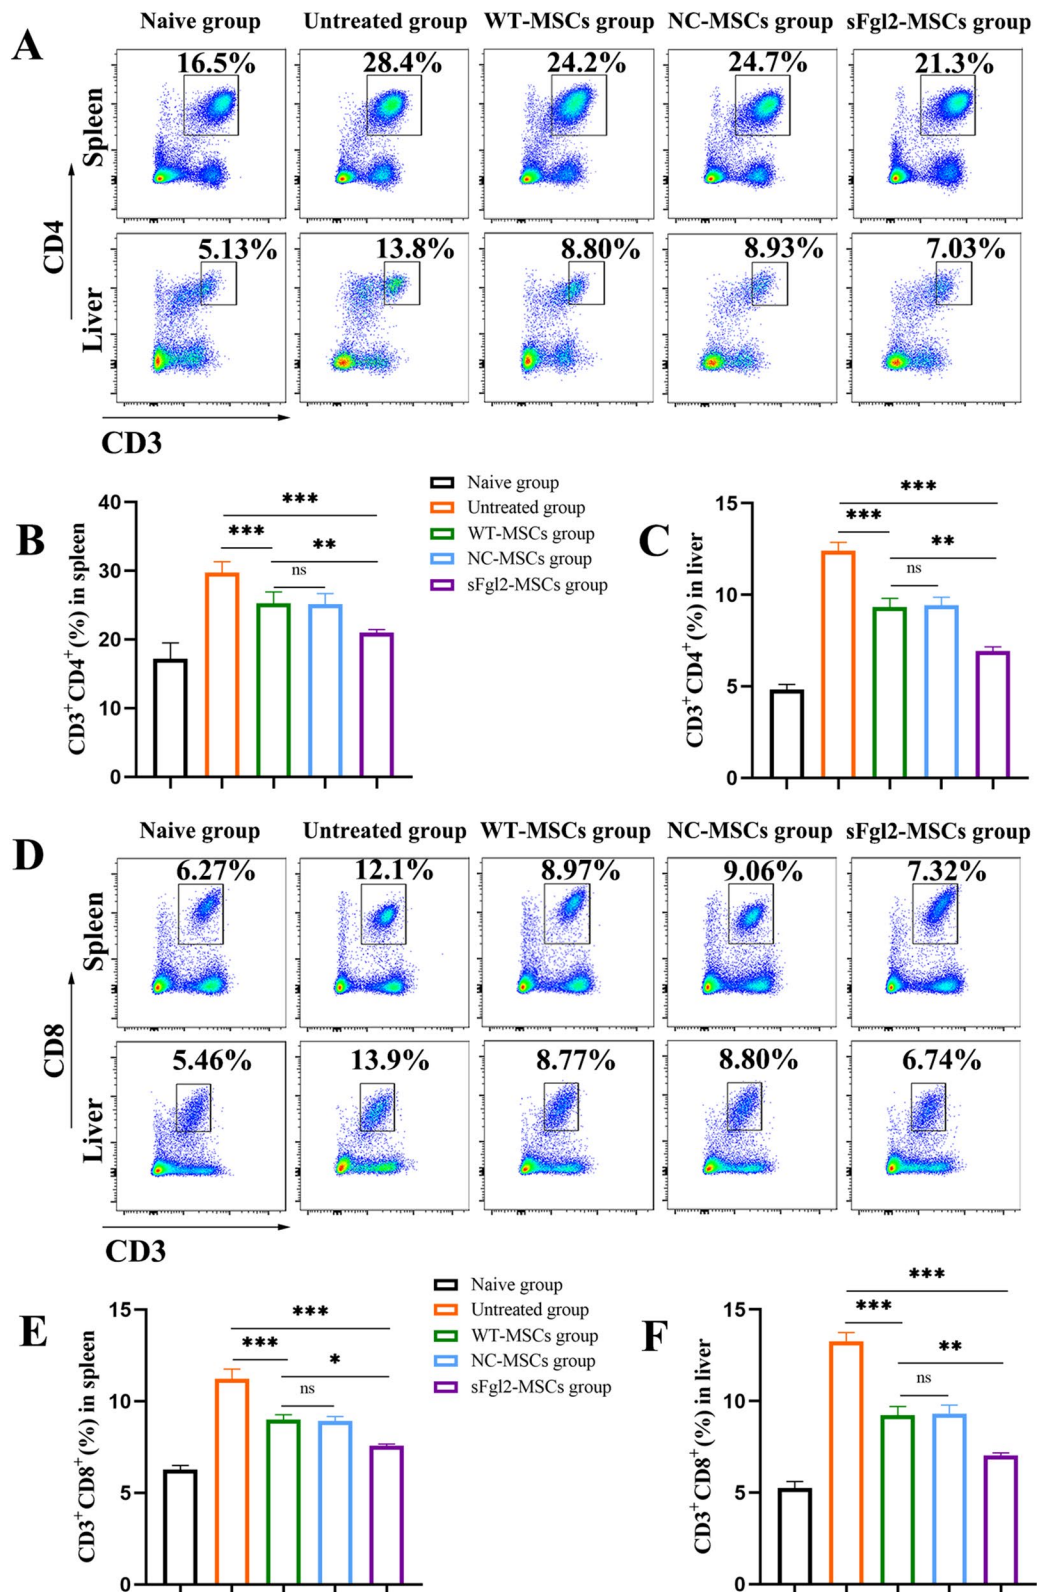 A
Naive group Untreated group WT-MSCs group NC-MSCs group sFgl2-MSCs group
16.5% 28.4% 24.2% 24.7% 21.3%
Spleen
CD4
5.13% 13.8% 8.80% 8.93% 7.03%
Liver
CD3
B
CD3+CD4+(%) in spleen
40
30
20
10
0
***
***
**
ns
Naive group
Untreated group
WT-MSCs group
NC-MSCs group
sFgl2-MSCs group
C
CD3+CD4+(%) in liver
15
10
5
0
***
***
**
ns
D
Naive group Untreated group WT-MSCs group NC-MSCs group sFgl2-MSCs group
6.27% 12.1% 8.97% 9.06% 7.32%
Spleen
CD8
5.46% 13.9% 8.77% 8.80% 6.74%
Liver
CD3
E
CD3+CD8+(%) in spleen
15
10
5
0
***
***
*
ns
Naive group
Untreated group
WT-MSCs group
NC-MSCs group
sFgl2-MSCs group
F
CD3+CD8+(%) in liver
15
10
5
0
***
***
**
ns